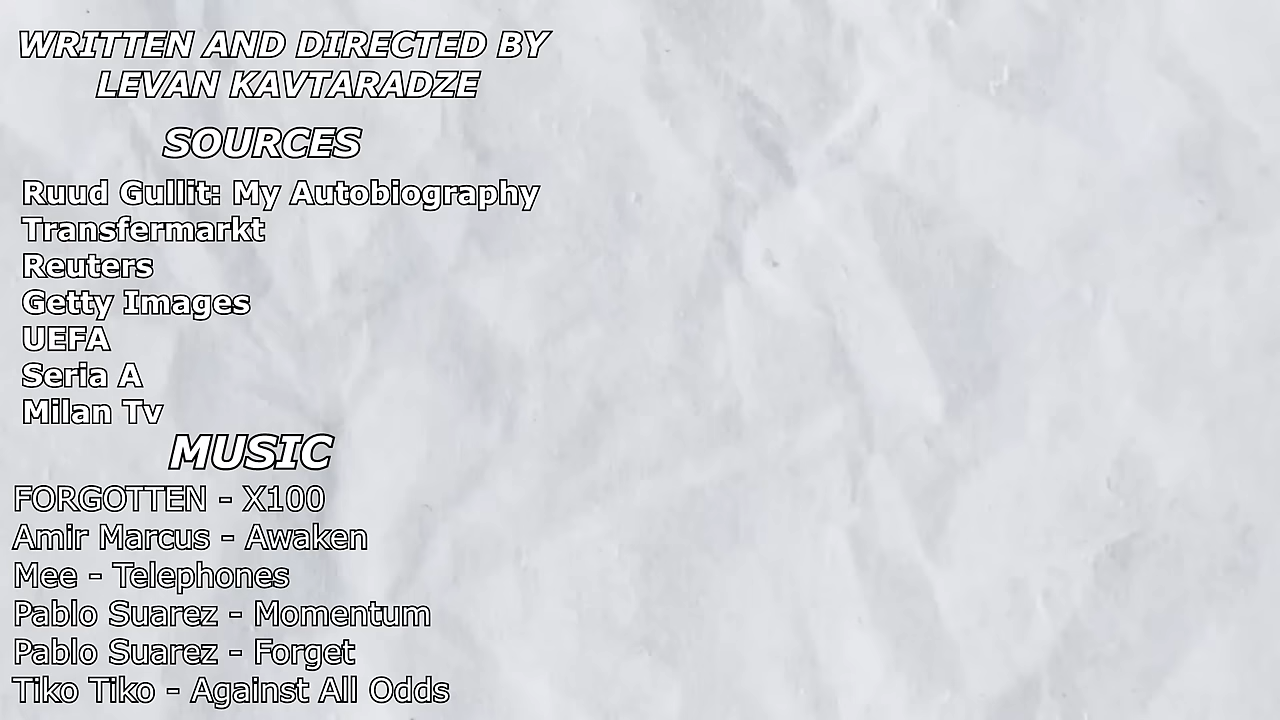 WRITTEN AND DIRECTED BY
LEVAN KAVTARADZE
SOURCES
Ruud Gullit: My Autobiography
Transfermarkt
Reuters
Getty Images
UEFA
Seria A
Milan Tv
MUSIC
FORGOTTEN - X100
Amir Marcus - Awaken
Mee - Telephones
Pablo Suarez - Momentum
Pablo Suarez - Forget
Tiko Tiko - Against All Odds